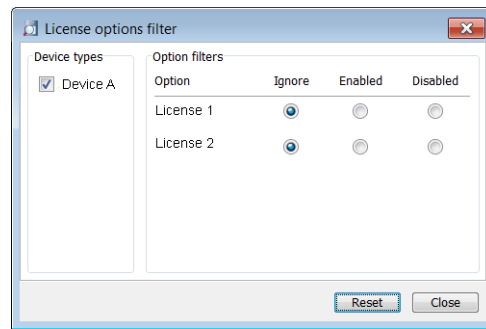 License options filter
Device types
Device A
Option filters
Option Ignore Enabled Disabled
License 1
License 2
Reset Close